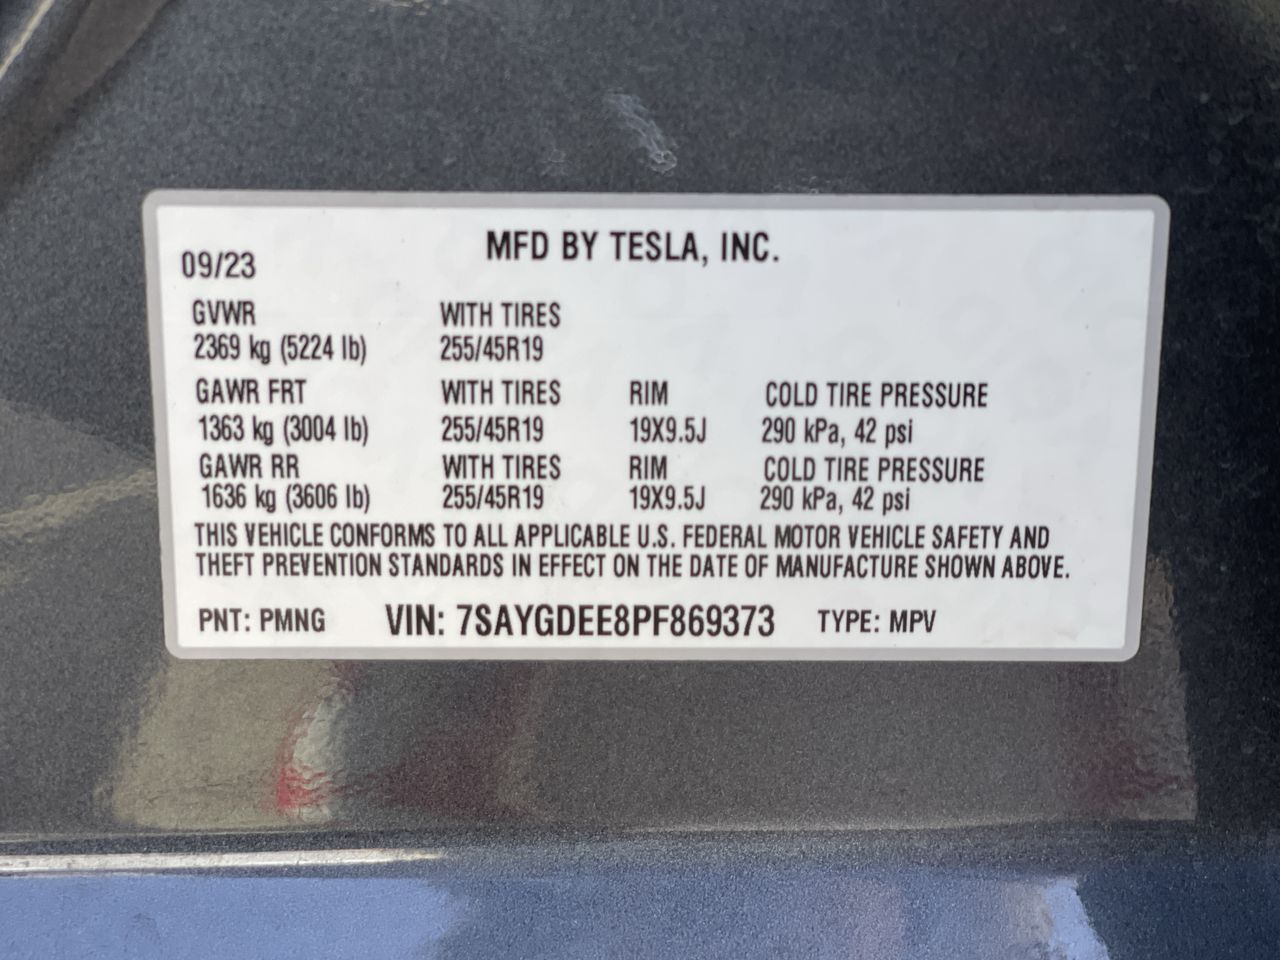 MFD BY TESLA, INC.
09/23
GVWR WITH TIRES
2369 kg (5224 lb) 255/45R19
GAWR FRT WITH TIRES RIM COLD TIRE PRESSURE
1363 kg (3004 lb) 255/45R19 19X9.5J 290 kPa, 42 psi
GAWR RR WITH TIRES RIM COLD TIRE PRESSURE
1636 kg (3606 lb) 255/45R19 19X9.5J 290 kPa, 42 psi
THIS VEHICLE CONFORMS TO ALL APPLICABLE U.S. FEDERAL MOTOR VEHICLE SAFETY AND
THEFT PREVENTION STANDARDS IN EFFECT ON THE DATE OF MANUFACTURE SHOWN ABOVE.
PNT: PMNG VIN: 7SAYGDEE8PF869373 TYPE: MPV